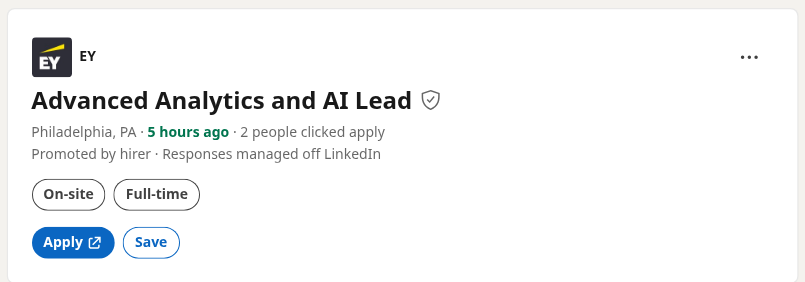 EY
EY
Advanced Analytics and AI Lead
Philadelphia, PA · 5 hours ago · 2 people clicked apply
Promoted by hirer · Responses managed off LinkedIn
On-site
Full-time
Apply
Save